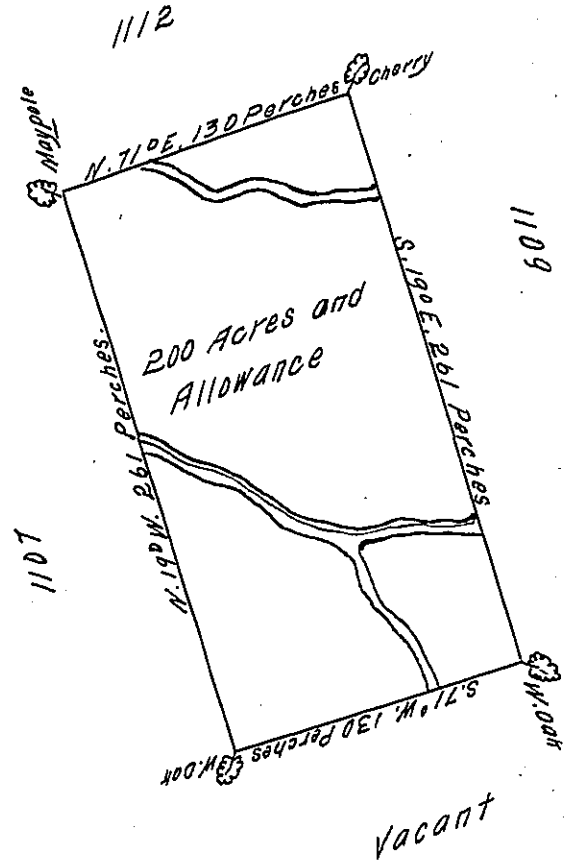 1112
Maypole
Cherry
N. 71° E. 130 Perches
1109
S. 19° E. 261 Perches
200 Acres and
Allowance
N. 19° W. 261 Perches.
1107
S. 71° W. 130 Perches
W. Oak
W. Oak
Vacant